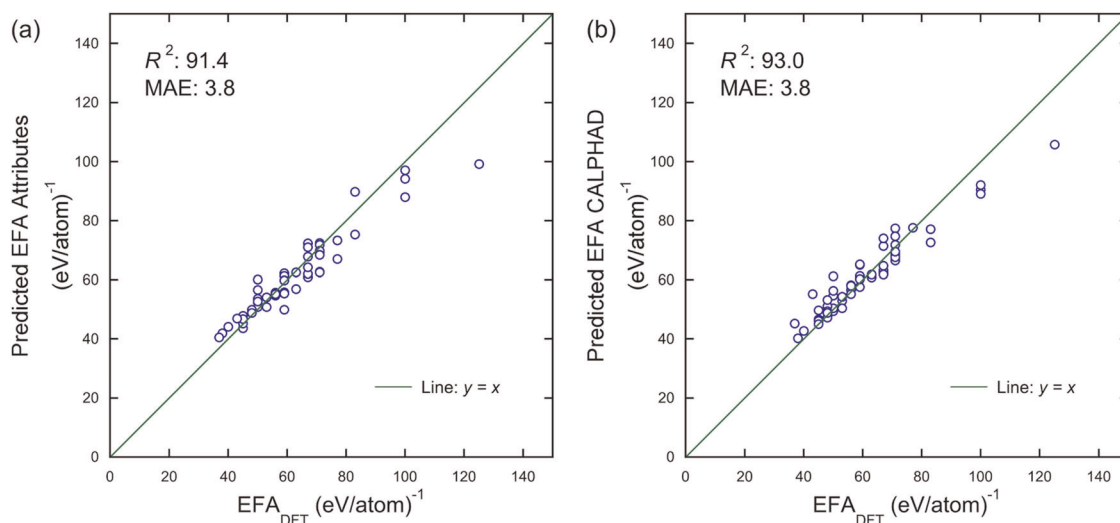 (a)
R²: 91.4
MAE: 3.8
Predicted EFA Attributes
(eV/atom)⁻¹
140
120
100
80
60
40
20
0
Line: y = x
0 20 40 60 80 100 120 140
EFA_DFT (eV/atom)⁻¹
(b)
R²: 93.0
MAE: 3.8
Predicted EFA CALPHAD
(eV/atom)⁻¹
140
120
100
80
60
40
20
0
Line: y = x
0 20 40 60 80 100 120 140
EFA_DFT (eV/atom)⁻¹